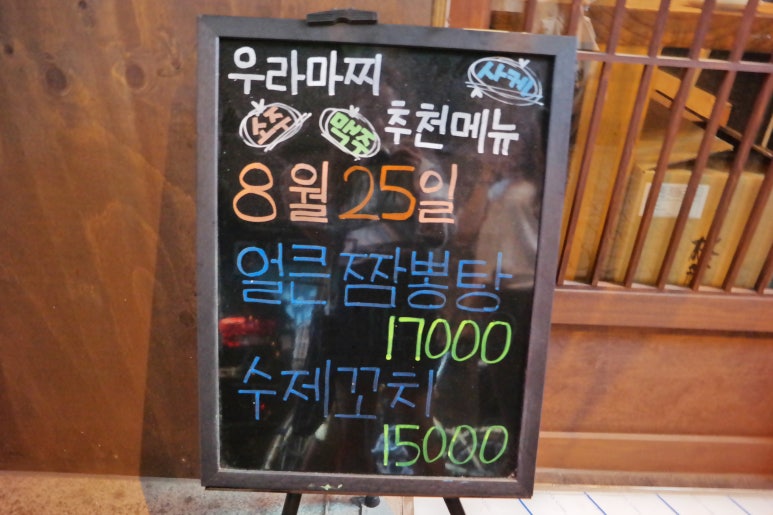 우라마찌 사케
소주 맥주 추천메뉴
8월 25일
얼큰 짬뽕탕
17000
수제꼬치
15000